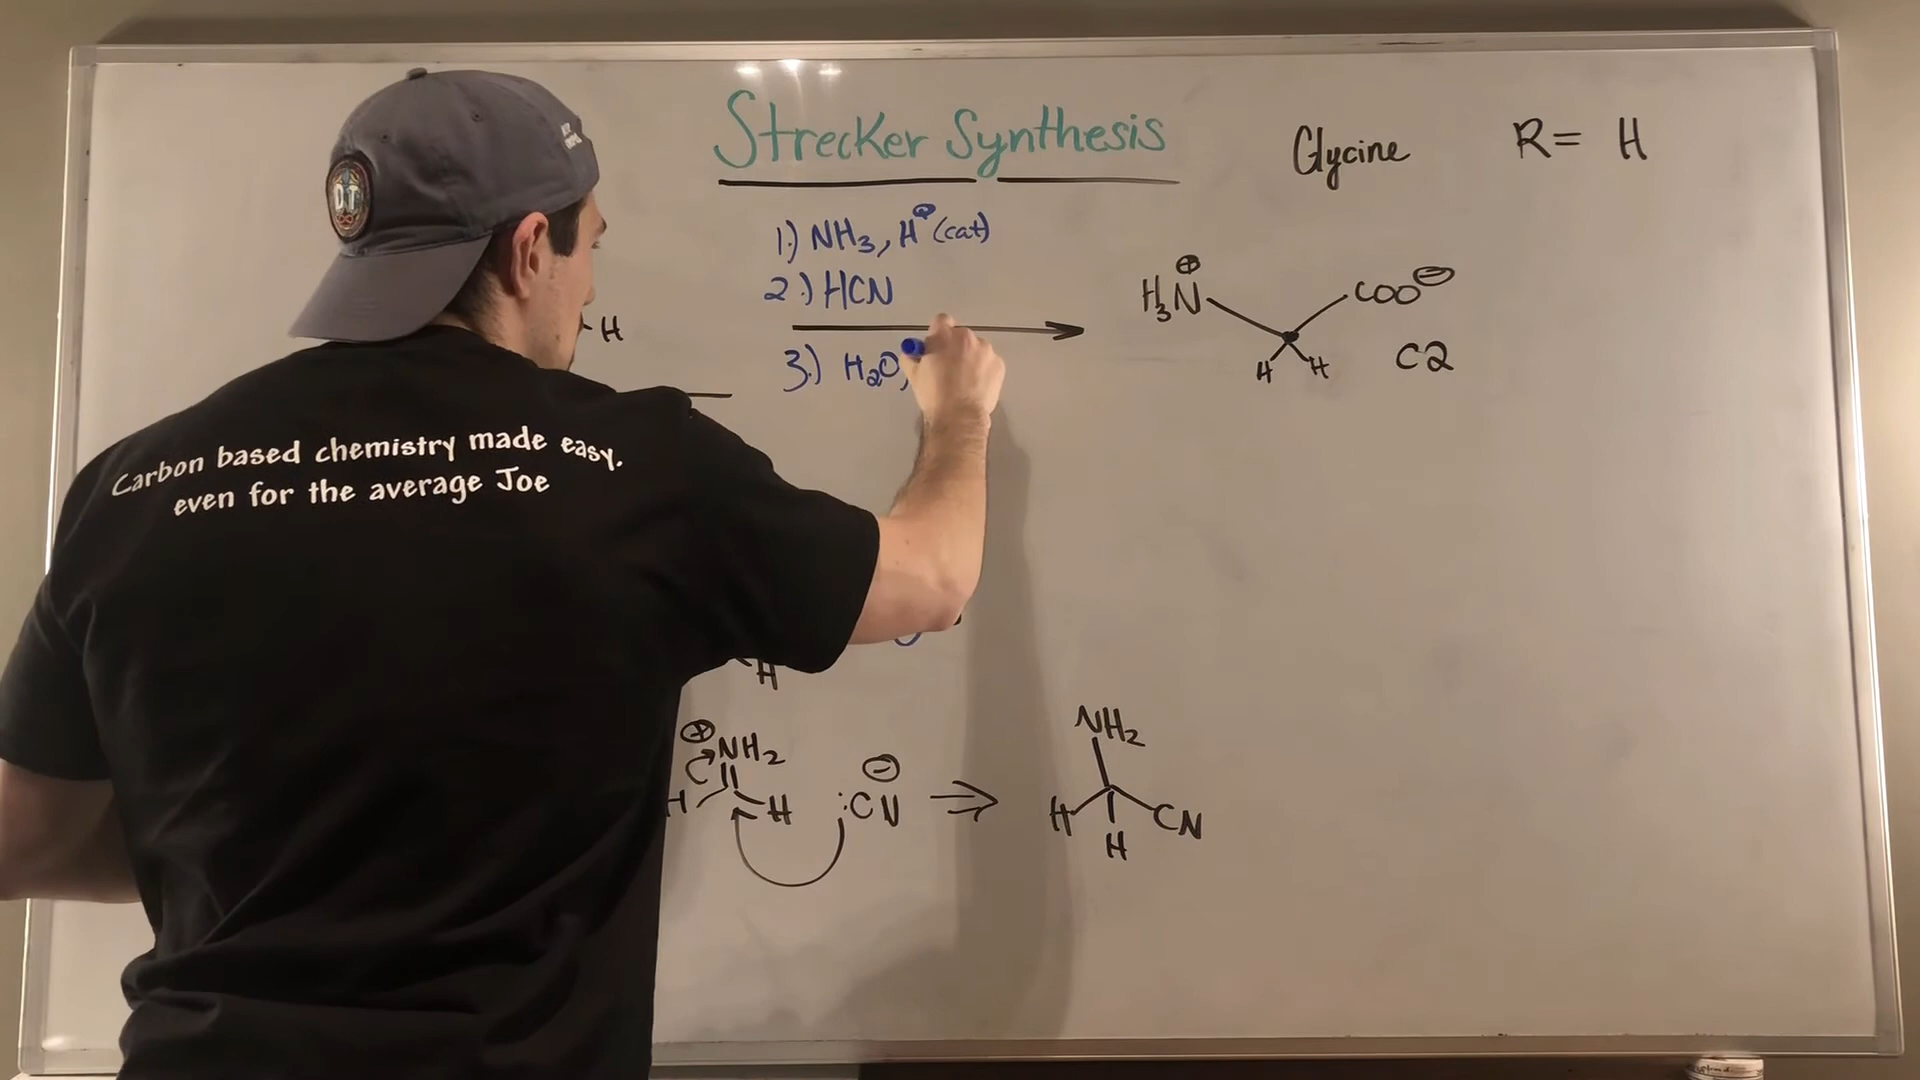 Strecker Synthesis
Glycine R= H
1.) NH₃, H⊕ (cat)
2.) HCN
3.) H₂O,
H
H₃N⊕ COO⊖
H H C2
Carbon based chemistry made easy,
even for the average Joe
D.T
H
⊕ NH₂
H H :CN ⊖
NH₂
H CN
H